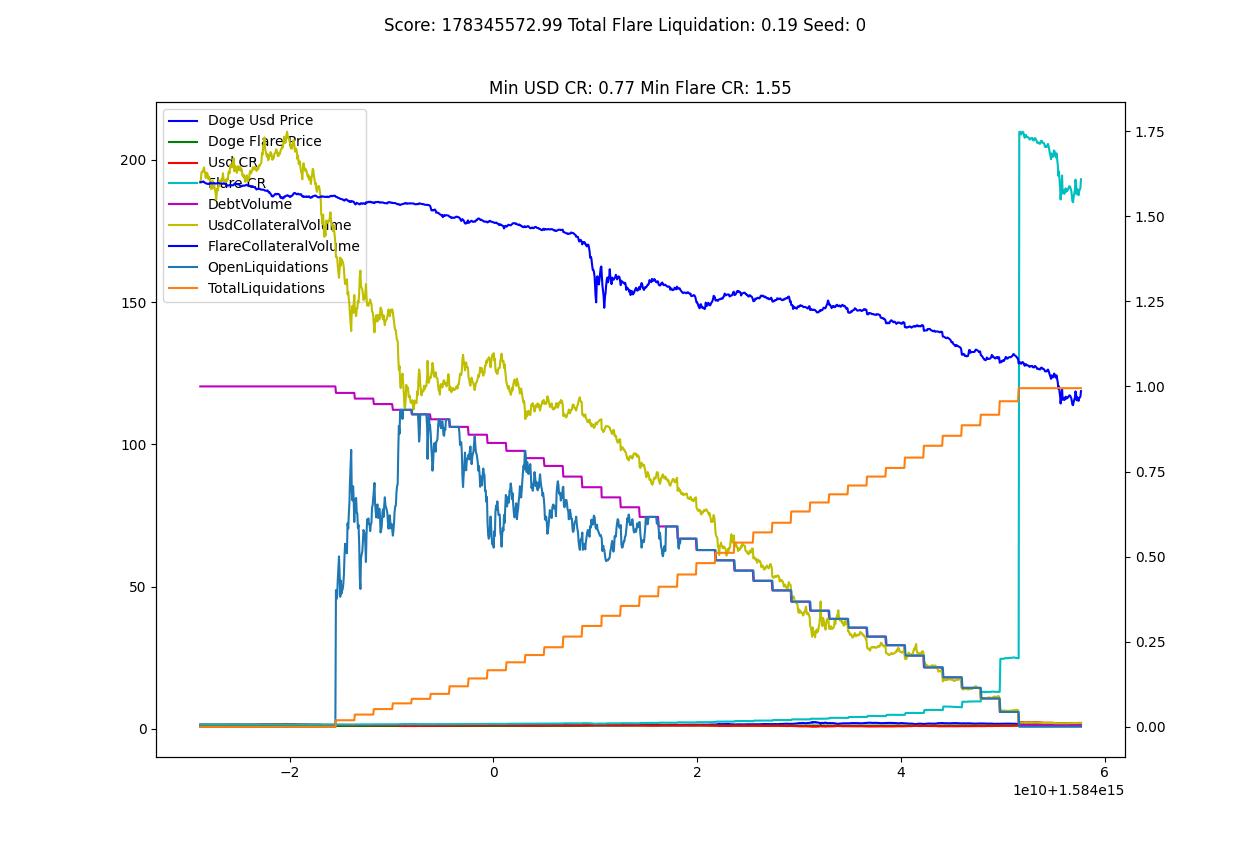 Score: 178345572.99 Total Flare Liquidation: 0.19 Seed: 0
Min USD CR: 0.77 Min Flare CR: 1.55
Doge Usd Price
Doge Flare Price
Usd CR
Flare CR
DebtVolume
UsdCollateralVolume
FlareCollateralVolume
OpenLiquidations
TotalLiquidations
200
150
100
50
0
1.75
1.50
1.25
1.00
0.75
0.50
0.25
0.00
−2 0 2 4 6
1e10+1.584e15